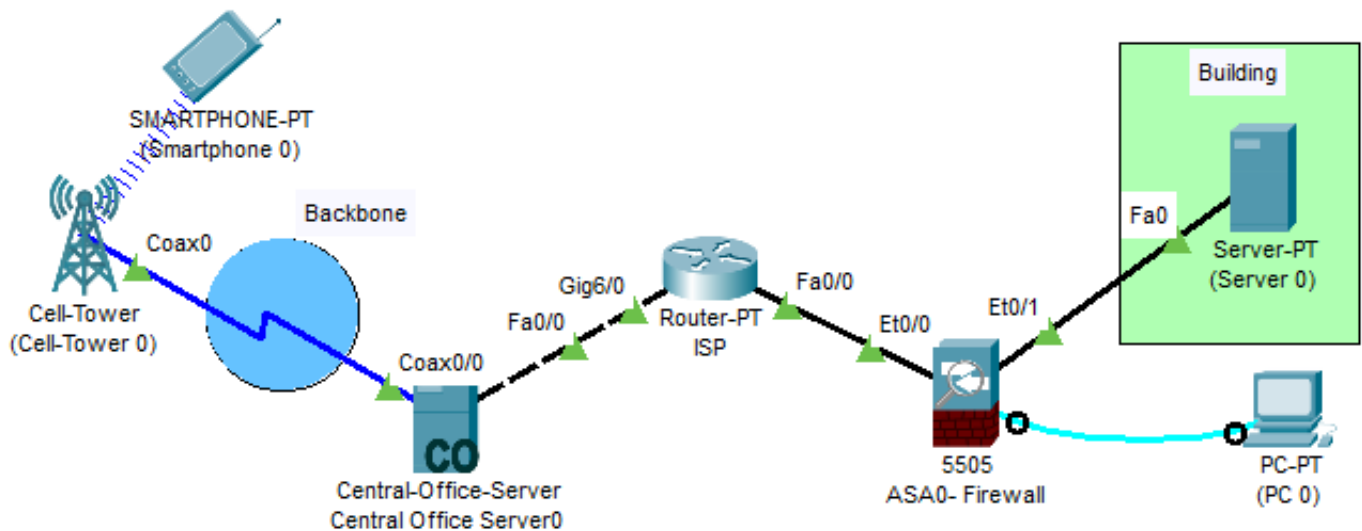 SMARTPHONE-PT
(Smartphone 0)
Building
Backbone
Coax0
Cell-Tower
(Cell-Tower 0)
Coax0/0
CO
Central-Office-Server
Central Office Server0
Fa0/0
Gig6/0
Router-PT
ISP
Fa0/0
Et0/0
5505
ASA0- Firewall
Et0/1
Fa0
Server-PT
(Server 0)
PC-PT
(PC 0)